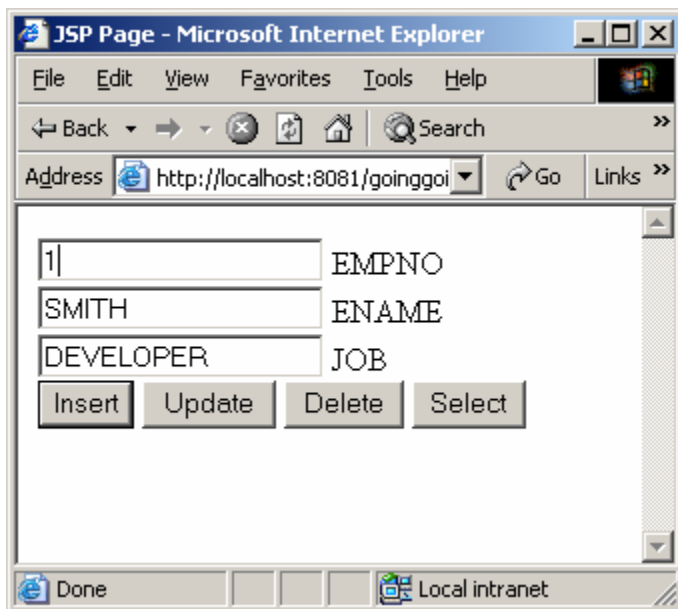 JSP Page - Microsoft Internet Explorer
File Edit View Favorites Tools Help
Back Search »
Address http://localhost:8081/goinggoi Go Links »
1 EMPNO
SMITH ENAME
DEVELOPER JOB
Insert Update Delete Select
Done Local intranet